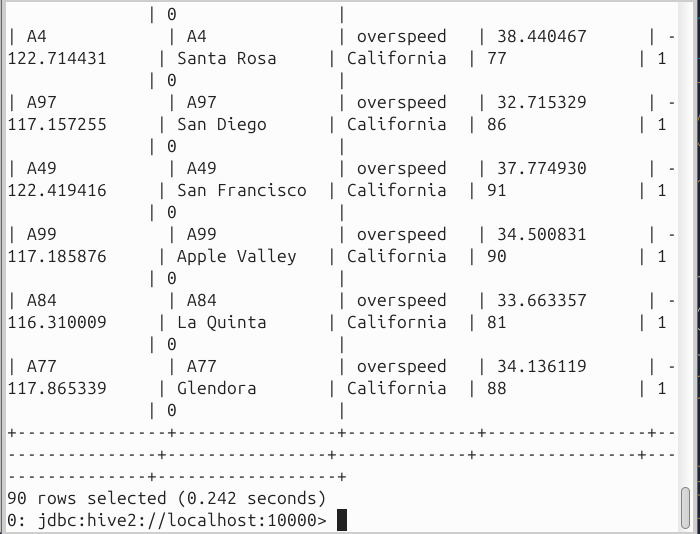 | 0                |
| A4            | A4             | overspeed   | 38.440467       | -
122.714431     | Santa Rosa     | California  | 77             | 1
               | 0                |
| A97           | A97            | overspeed   | 32.715329       | -
117.157255     | San Diego      | California  | 86             | 1
               | 0                |
| A49           | A49            | overspeed   | 37.774930       | -
122.419416     | San Francisco  | California  | 91             | 1
               | 0                |
| A99           | A99            | overspeed   | 34.500831       | -
117.185876     | Apple Valley   | California  | 90             | 1
               | 0                |
| A84           | A84            | overspeed   | 33.663357       | -
116.310009     | La Quinta      | California  | 81             | 1
               | 0                |
| A77           | A77            | overspeed   | 34.136119       | -
117.865339     | Glendora       | California  | 88             | 1
               | 0                |
+---------------+----------------+-------------+----------------+--
---------------+----------------+-------------+----------------+---
--------------+------------------+
90 rows selected (0.242 seconds)
0: jdbc:hive2://localhost:10000>